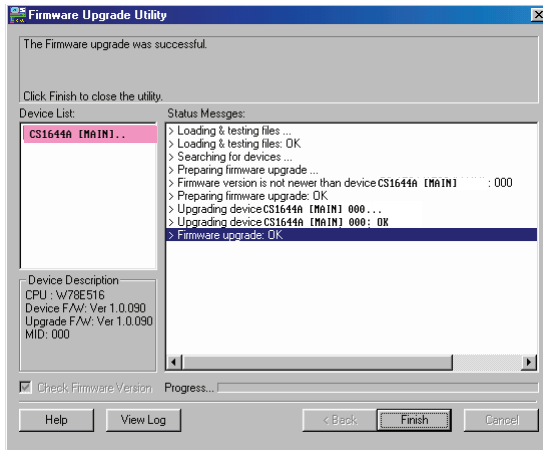 Firmware Upgrade Utility
The Firmware upgrade was successful.
Click Finish to close the utility.
Device List:
CS1644A [MAIN]..
Status Messges:
> Loading & testing files ...
> Loading & testing files: OK
> Searching for devices ...
> Preparing firmware upgrade ...
> Firmware version is not newer than device CS1644A [MAIN] : 000
> Preparing firmware upgrade: OK
> Upgrading device CS1644A [MAIN] 000...
> Upgrading device CS1644A [MAIN] 000: OK
> Firmware upgrade: OK
Device Description
CPU : W78E516
Device F/W: Ver 1.0.090
Upgrade F/W: Ver 1.0.090
MID: 000
Check Firmware Version Progress...
Help View Log < Back Finish Cancel